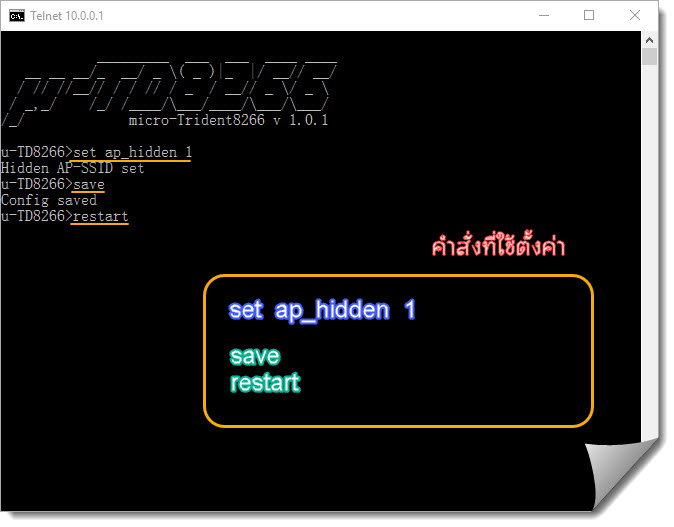 Telnet 10.0.0.1
micro-Trident8266 v 1.0.1
u-TD8266>set ap_hidden 1
Hidden AP-SSID set
u-TD8266>save
Config saved
u-TD8266>restart
คำสั่งที่ใช้ตั้งค่า
set ap_hidden 1
save
restart